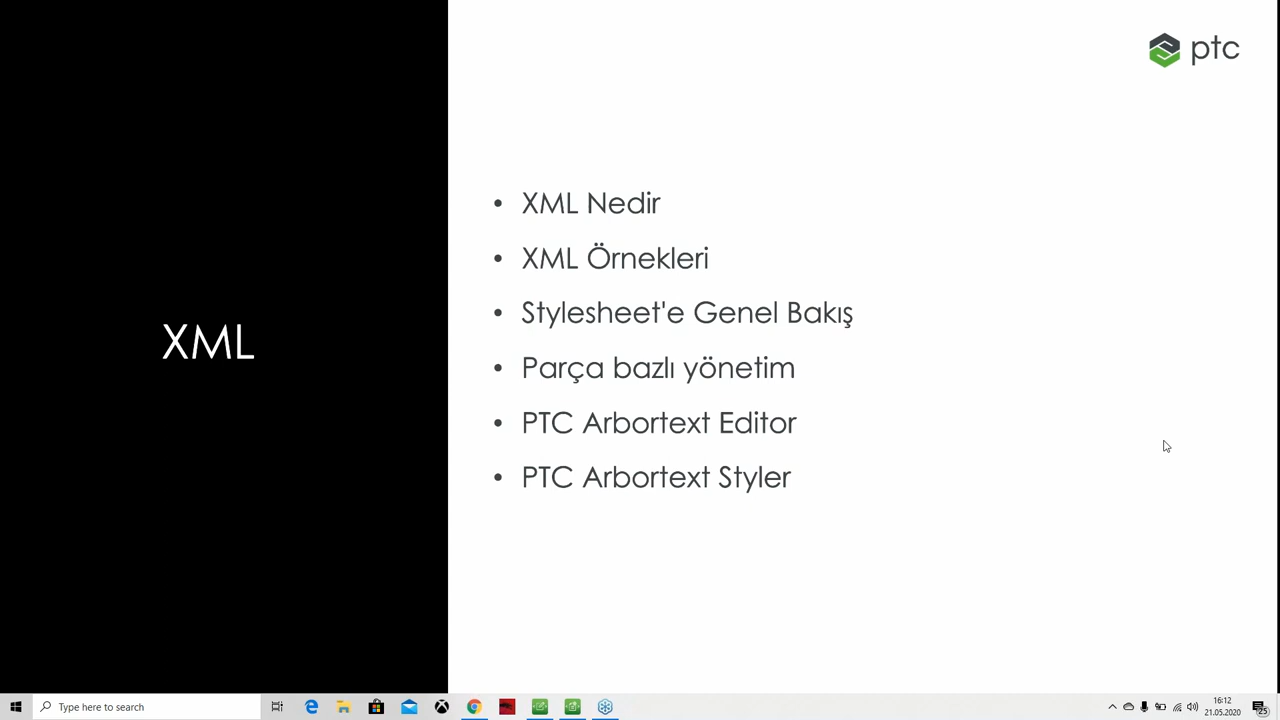 ptc
XML
• XML Nedir
• XML Örnekleri
• Stylesheet'e Genel Bakış
• Parça bazlı yönetim
• PTC Arbortext Editor
• PTC Arbortext Styler
Type here to search
16:12
21.05.2020
25